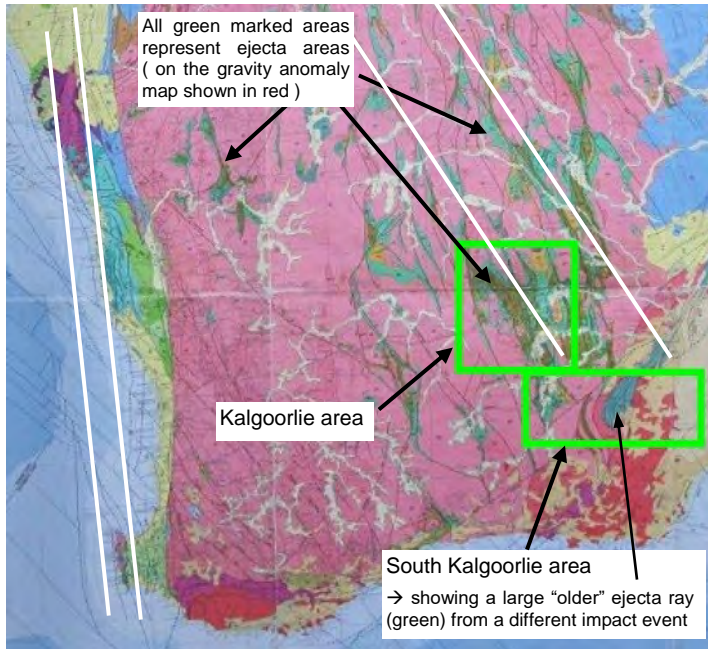 All green marked areas
represent ejecta areas
( on the gravity anomaly
map shown in red )
Kalgoorlie area
South Kalgoorlie area
→ showing a large “older” ejecta ray
(green) from a different impact event